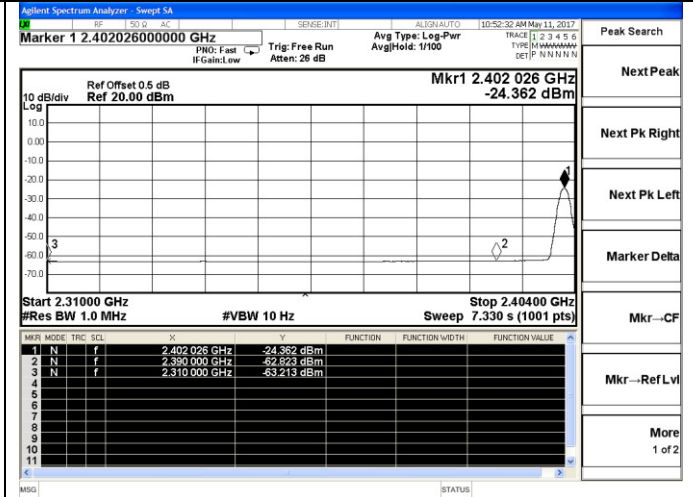 Agilent Spectrum Analyzer - Swept SA
RF 50 Ω AC SENSE:INT ALIGN AUTO 10:52:32 AM May 11, 2017
Marker 1 2.402026000000 GHz
PNO: Fast Trig: Free Run Avg Type: Log-Pwr TRACE 1 2 3 4 5 6
IFGain:Low Atten: 26 dB Avg|Hold: 1/100 TYPE M
DET P N N N N N
Peak Search
Mkr1 2.402 026 GHz
-24.362 dBm
Ref Offset 0.5 dB
10 dB/div Ref 20.00 dBm
Log
10.0
0.00
-10.0
-20.0
-30.0
-40.0
-50.0
-60.0
-70.0
1
2
3
Start 2.31000 GHz Stop 2.40400 GHz
#Res BW 1.0 MHz #VBW 10 Hz Sweep 7.330 s (1001 pts)
MKR MODE TRC SCL X Y FUNCTION FUNCTION WIDTH FUNCTION VALUE
1 N f 2.402 026 GHz -24.362 dBm
2 N f 2.390 000 GHz -62.823 dBm
3 N f 2.310 000 GHz -63.213 dBm
4
5
6
7
8
9
10
11
MSG STATUS
Next Peak
Next Pk Right
Next Pk Left
Marker Delta
Mkr→CF
Mkr→Ref Lvl
More
1 of 2